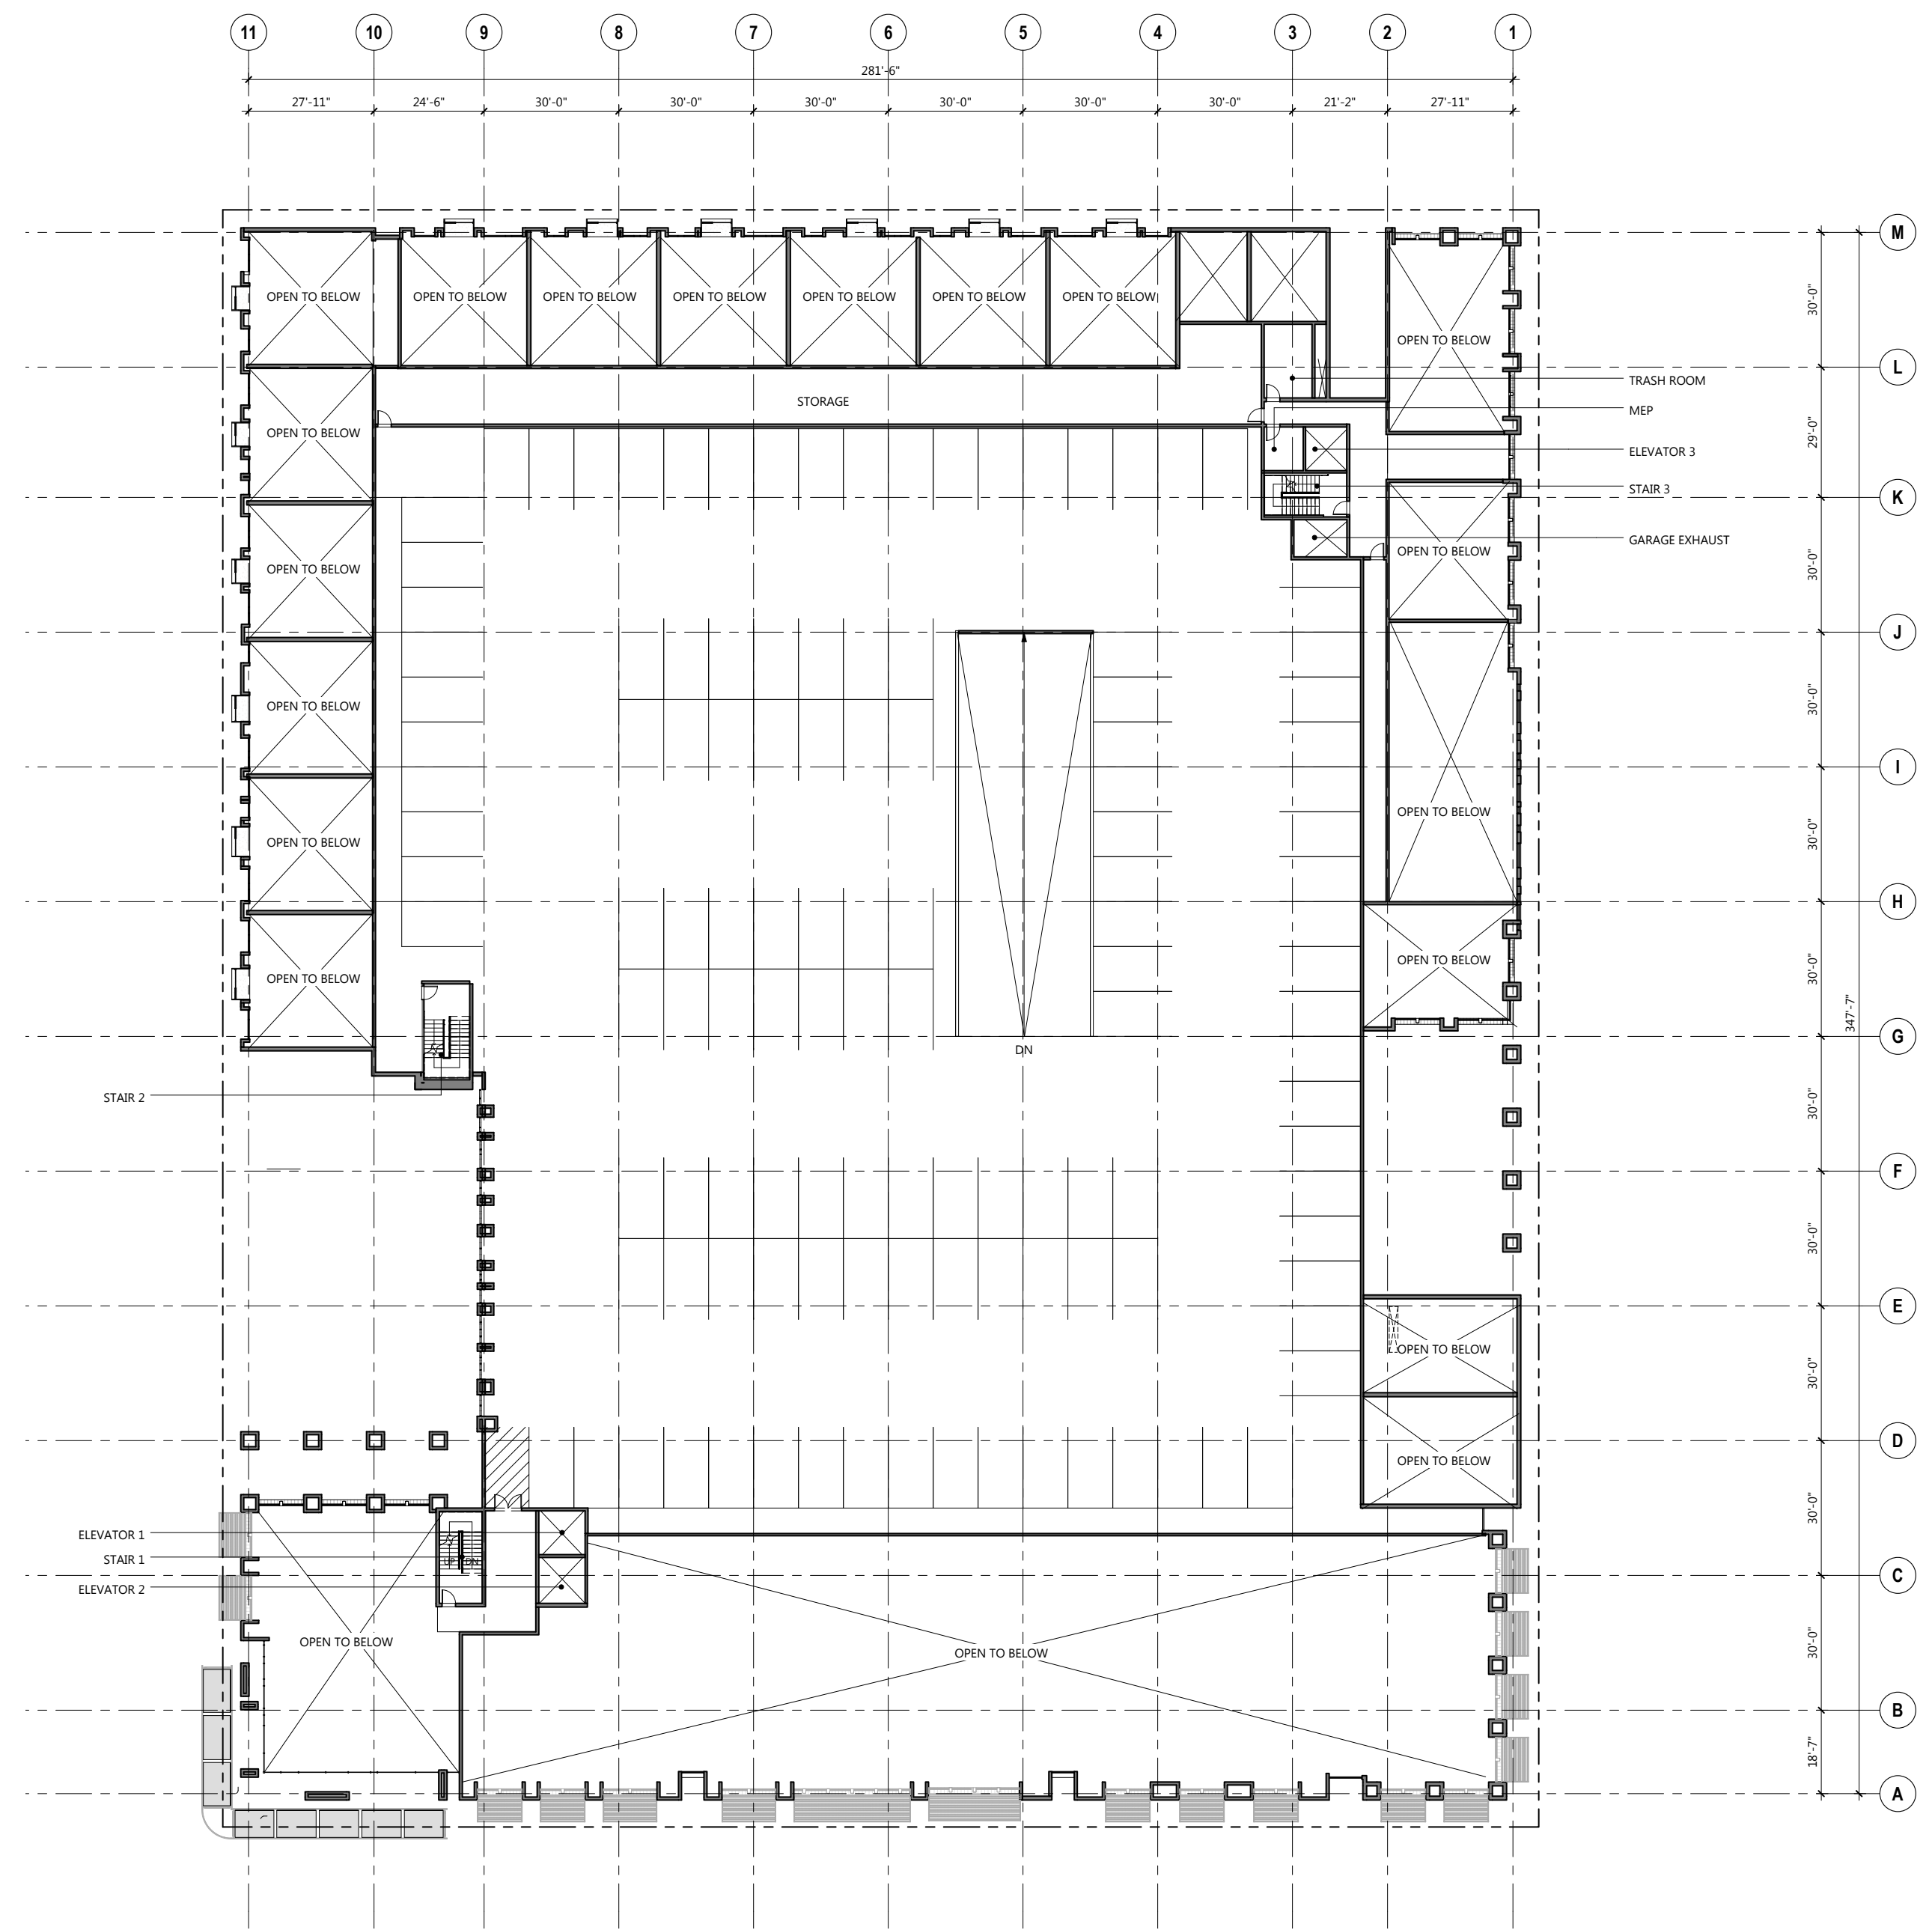 11 10 9 8 7 6 5 4 3 2 1
281'-6"
27'-11" 24'-6" 30'-0" 30'-0" 30'-0" 30'-0" 30'-0" 30'-0" 21'-2" 27'-11"
M
OPEN TO BELOW OPEN TO BELOW OPEN TO BELOW OPEN TO BELOW OPEN TO BELOW OPEN TO BELOW OPEN TO BELOW
30'-0"
OPEN TO BELOW
L
TRASH ROOM
STORAGE
MEP
OPEN TO BELOW
29'-0"
ELEVATOR 3
STAIR 3
K
GARAGE EXHAUST
OPEN TO BELOW
30'-0"
OPEN TO BELOW
J
OPEN TO BELOW
30'-0"
I
OPEN TO BELOW
30'-0"
OPEN TO BELOW
H
OPEN TO BELOW
30'-0"
OPEN TO BELOW
347'-7"
G
DN
STAIR 2
30'-0"
F
30'-0"
E
OPEN TO BELOW
30'-0"
D
OPEN TO BELOW
30'-0"
ELEVATOR 1
STAIR 1
UP DN
C
ELEVATOR 2
30'-0"
OPEN TO BELOW
OPEN TO BELOW
B
18'-7"
A